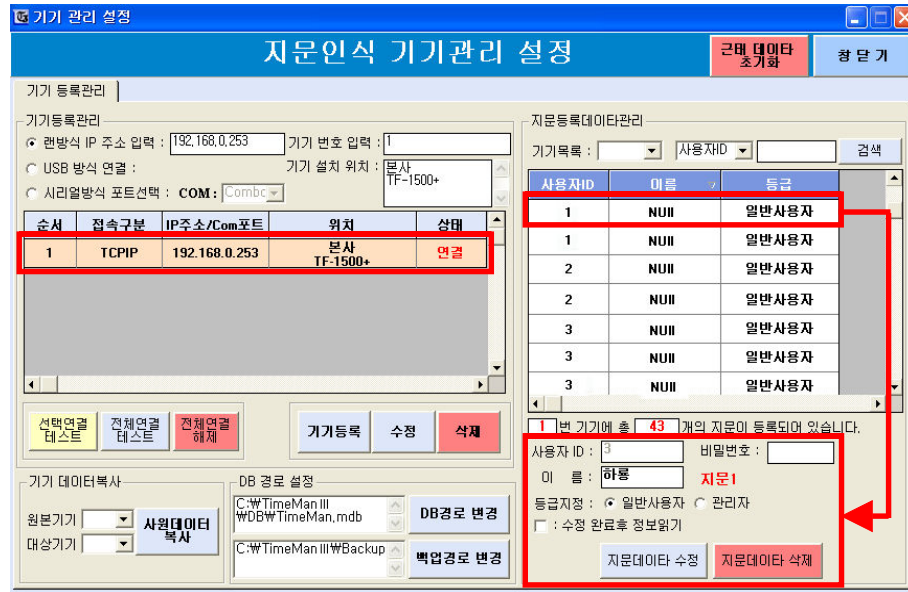 기기 관리 설정
지문인식 기기관리 설정
근태 데이타
초기화
창 닫 기
기기 등록관리
기기등록관리
랜방식 IP 주소 입력 : 192,168,0,253
기기 번호 입력 : 1
USB 방식 연결 :
기기 설치 위치 : 본사
TF-1500+
시리얼방식 포트선택 : COM : Combc
순서 접속구분 IP주소/Com포트 위치 상태
1 TCPIP 192.168.0.253 본사
TF-1500+
연결
선택연결
테스트
전체연결
테스트
전체연결
해제
기기등록
수정
삭제
기기 데이터복사
원본기기
대상기기
사원데이터
복사
DB 경로 설정
C:₩TimeMan III
₩DB₩TimeMan,mdb
DB경로 변경
C:₩TimeMan III₩Backup
백업경로 변경
지문등록데이타관리
기기목록 : 사용자ID 검색
사용자ID 이름 등급
1 NUll 일반사용자
1 NUll 일반사용자
2 NUll 일반사용자
2 NUll 일반사용자
3 NUll 일반사용자
3 NUll 일반사용자
3 NUll 일반사용자
1 번 기기에 총 43 개의 지문이 등록되어 있습니다.
사용자 ID : 3 비밀번호 :
이 름 : 하룡 지문1
등급지정 : 일반사용자 관리자
: 수정 완료후 정보읽기
지문데이타 수정
지문데이타 삭제